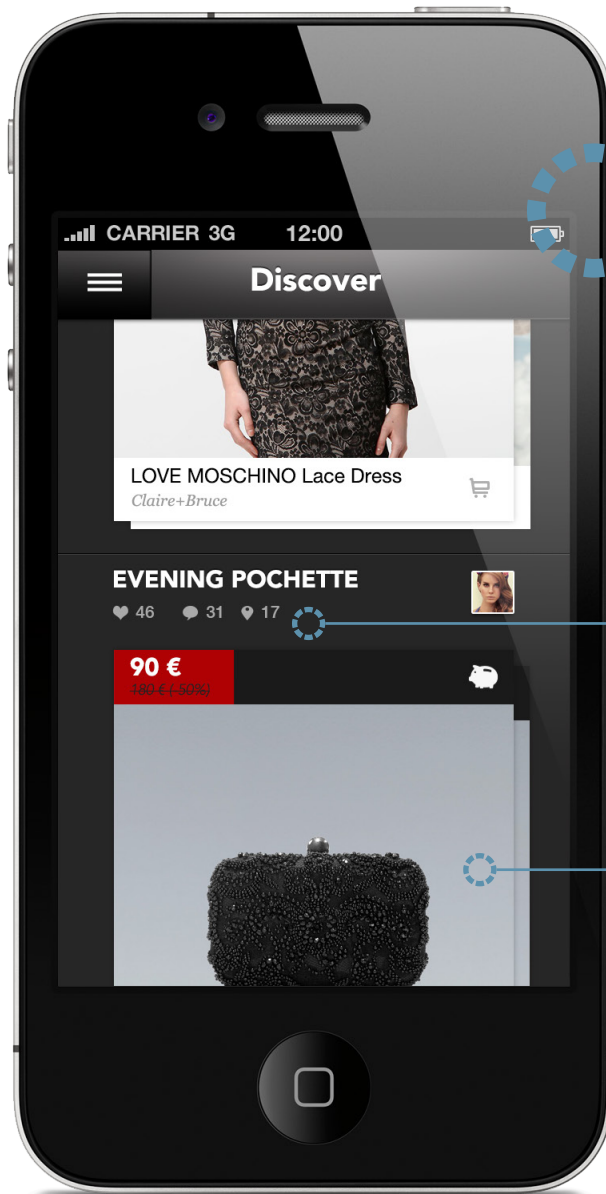 CARRIER 3G 12:00
Discover
LOVE MOSCHINO Lace Dress
Claire+Bruce
EVENING POCHETTE
46 31 17
90 €
180 € (-50%)